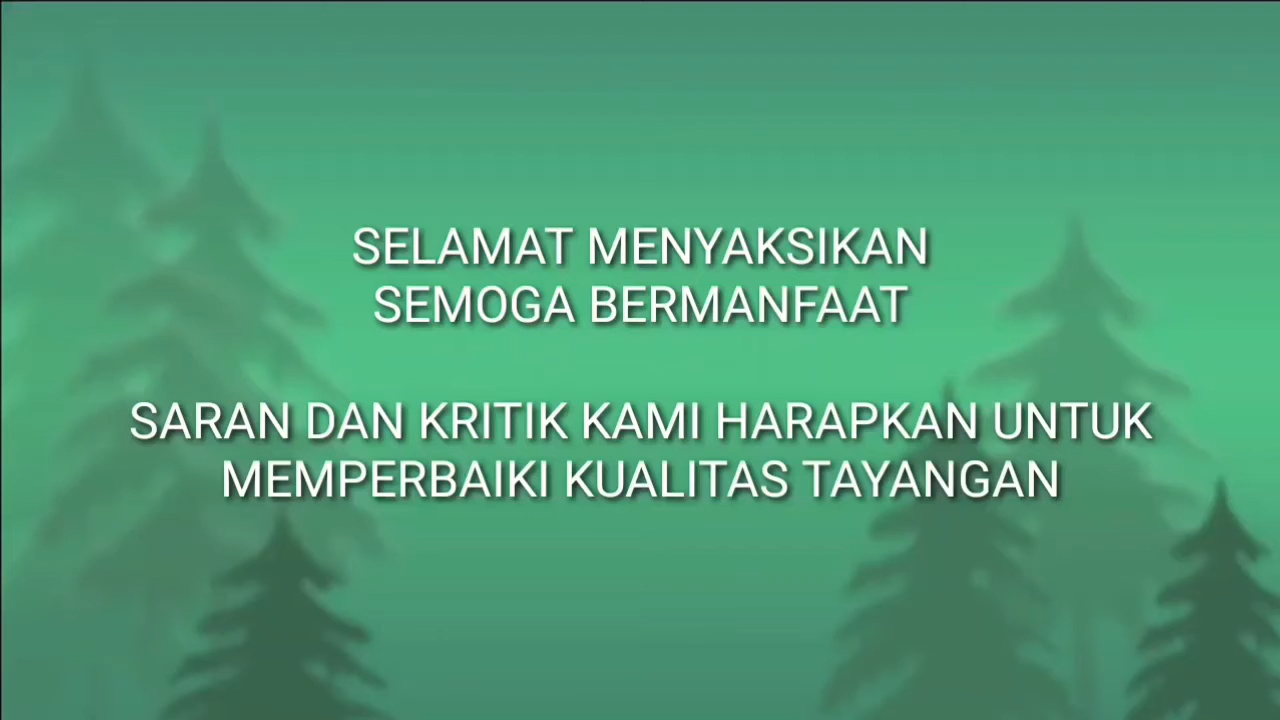 SELAMAT MENYAKSIKAN
SEMOGA BERMANFAAT
SARAN DAN KRITIK KAMI HARAPKAN UNTUK
MEMPERBAIKI KUALITAS TAYANGAN